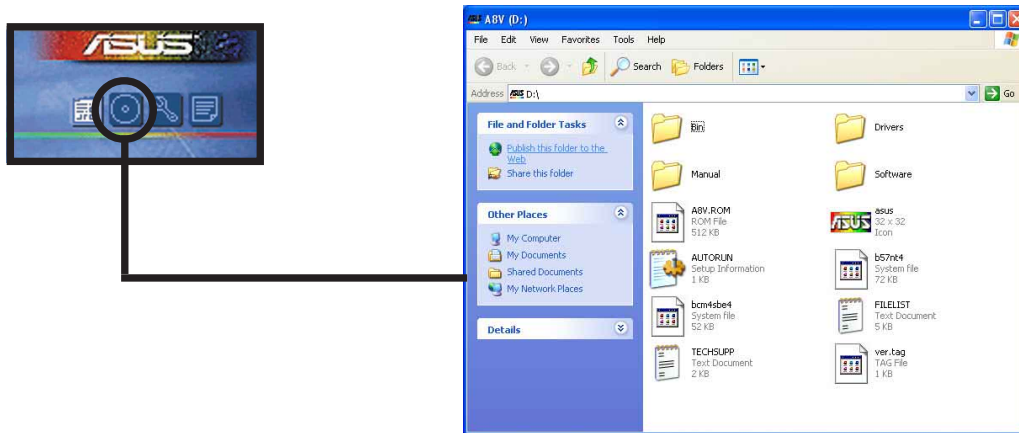 ASUS
A8V (D:)
File Edit View Favorites Tools Help
Back Search Folders
Address D:\ Go
File and Folder Tasks
Publish this folder to the
Web
Share this folder
Other Places
My Computer
My Documents
Shared Documents
My Network Places
Details
Bin
Drivers
Manual
Software
A8V.ROM
ROM File
512 KB
ASUS
asus
32 x 32
Icon
AUTORUN
Setup Information
1 KB
b57nt4
System file
72 KB
bcm4sbe4
System file
52 KB
FILELIST
Text Document
5 KB
TECHSUPP
Text Document
2 KB
ver.tag
TAG File
1 KB